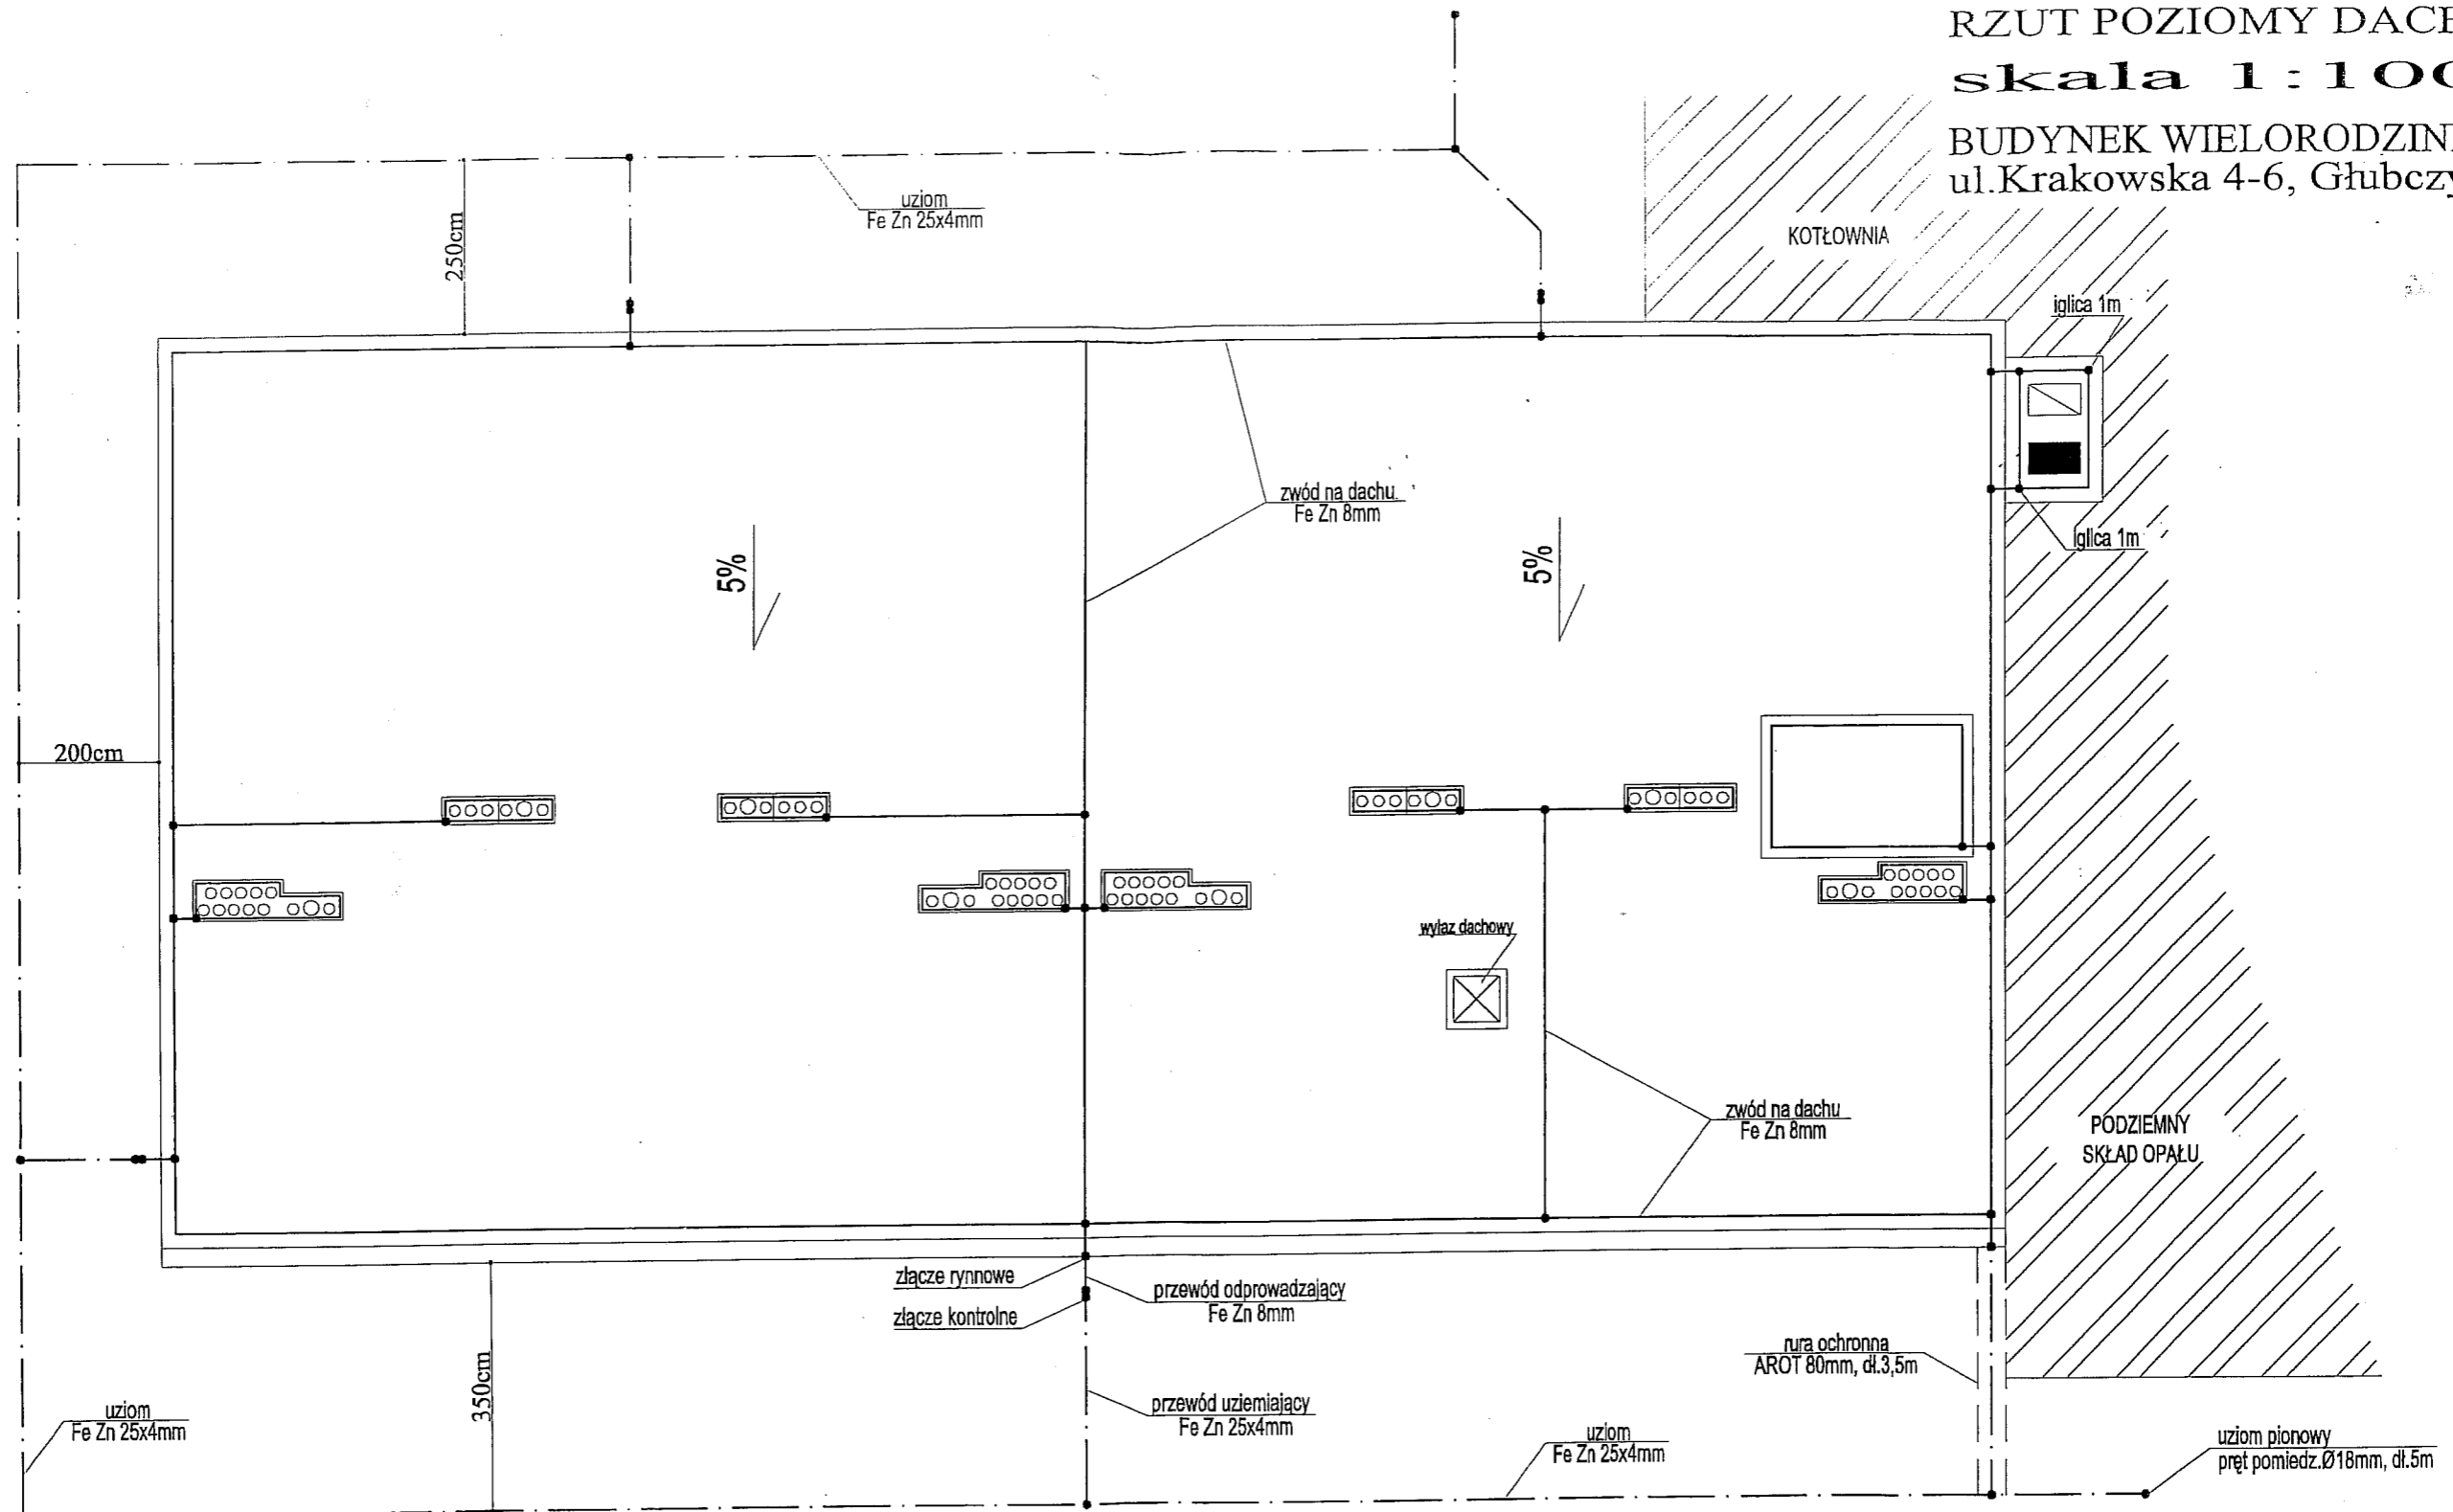 RZUT POZIOMY DACH
skala 1:100
BUDYNEK WIELORODZINN
ul.Krakowska 4-6, Głubczy
uziom
Fe Zn 25x4mm
250cm
KOTŁOWNIA
iglica 1m
zwód na dachu
Fe Zn 8mm
iglica 1m
5%
5%
200cm
wyłaz dachowy
zwód na dachu
Fe Zn 8mm
PODZIEMNY
SKŁAD OPAŁU
złącze rynnowe
złącze kontrolne
przewód odprowadzający
Fe Zn 8mm
rura ochronna
AROT 80mm, dł.3,5m
350cm
przewód uziemiający
Fe Zn 25x4mm
uziom
Fe Zn 25x4mm
uziom
Fe Zn 25x4mm
uziom pionowy
pręt pomiedz.Ø18mm, dł.5m